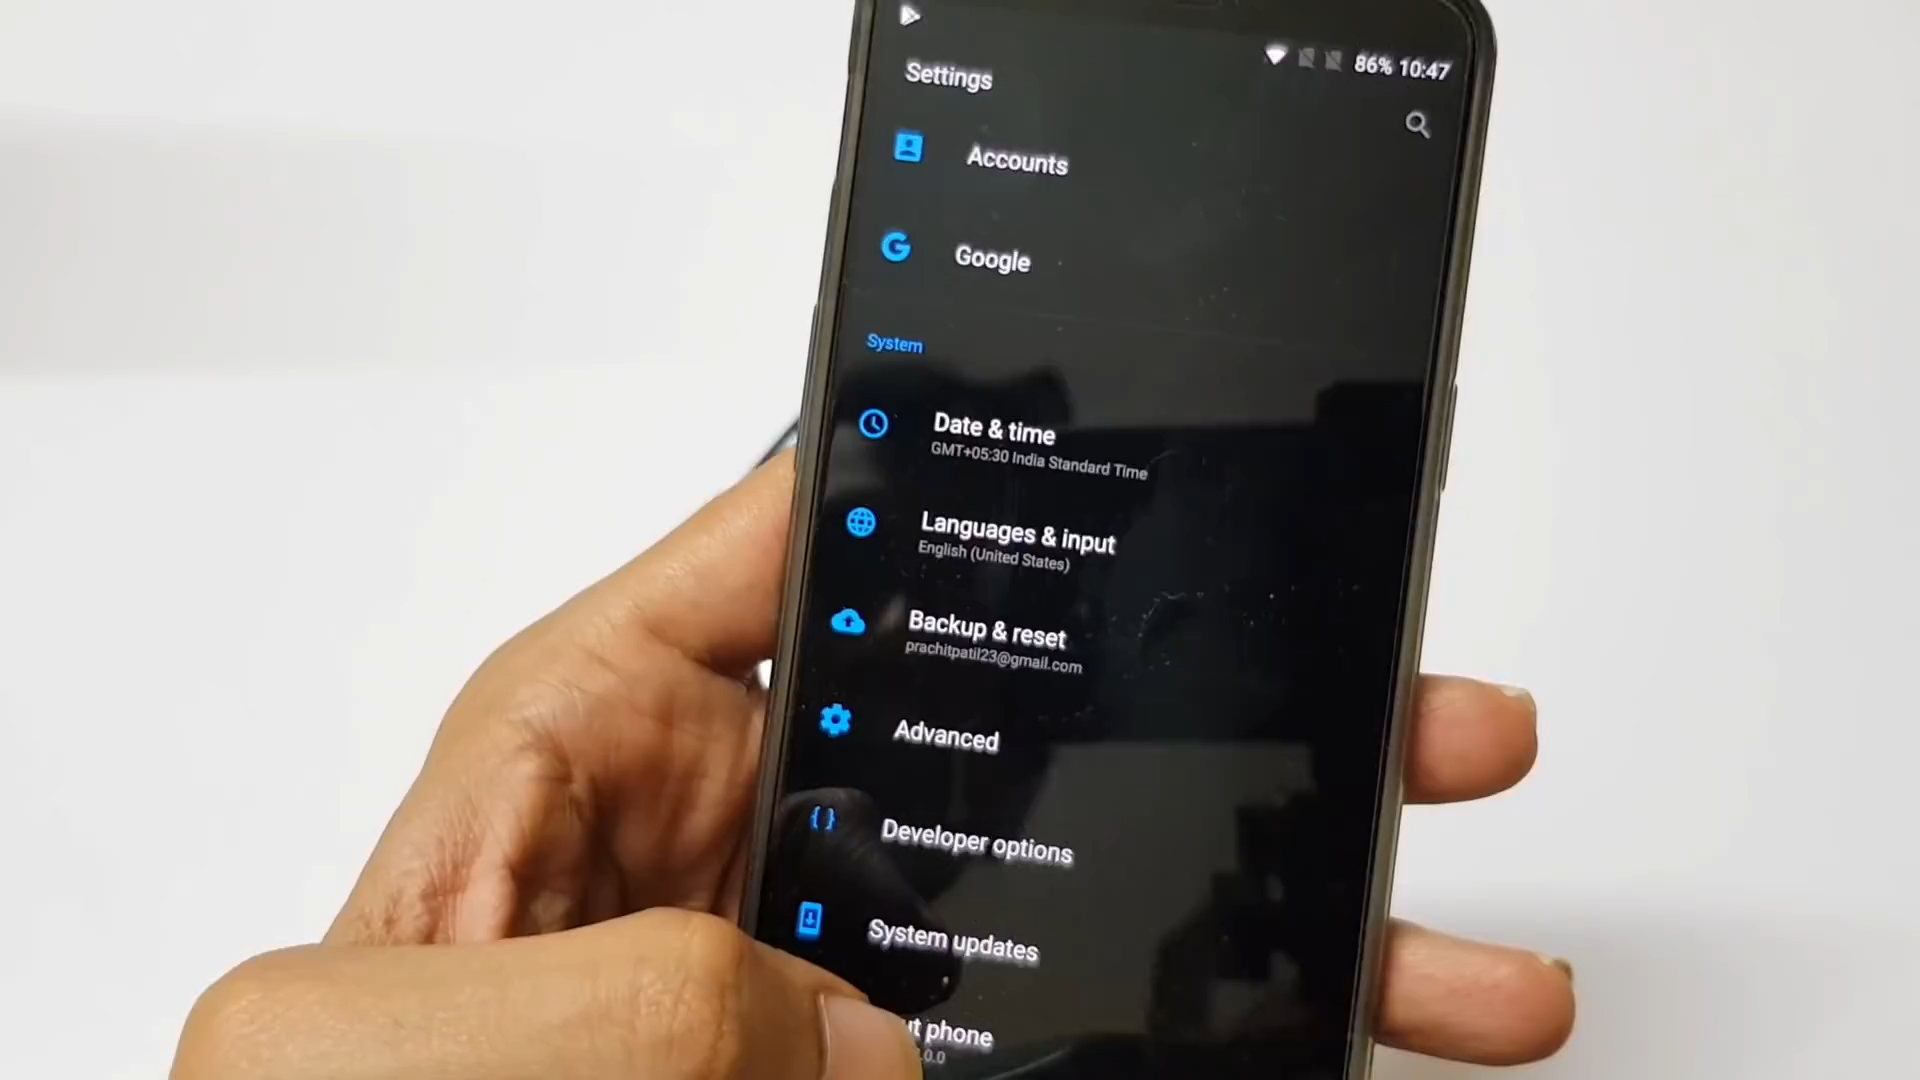 86% 10:47
Settings
Accounts
Google
System
Date & time
GMT+05:30 India Standard Time
Languages & input
English (United States)
Backup & reset
prachitpatil23@gmail.com
Advanced
Developer options
System updates
phone